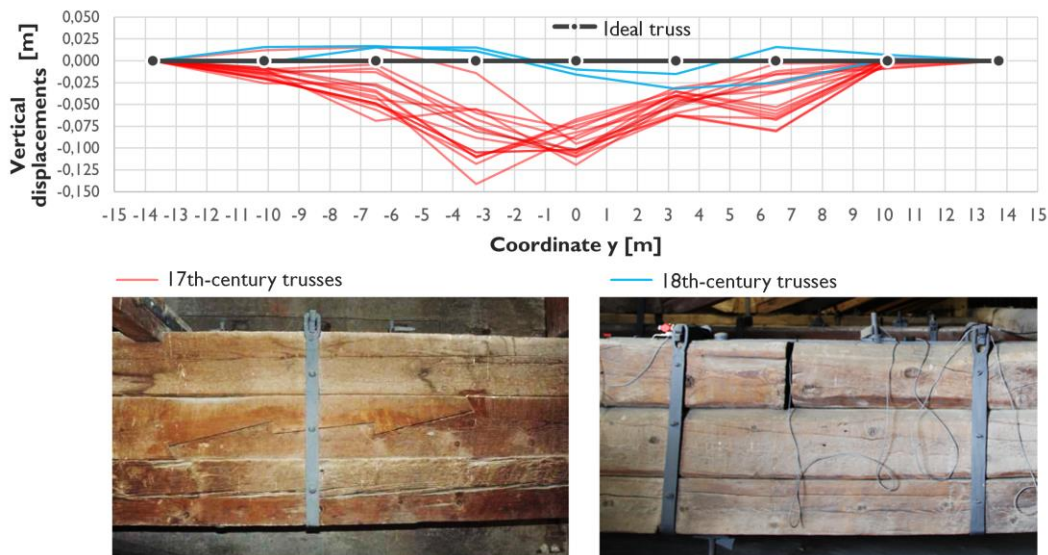 0,050
0,025
0,000
-0,025
-0,050
-0,075
-0,100
-0,125
-0,150
Vertical
displacements [m]
Ideal truss
-15 -14 -13 -12 -11 -10 -9 -8 -7 -6 -5 -4 -3 -2 -1 0 1 2 3 4 5 6 7 8 9 10 11 12 13 14 15
Coordinate y [m]
17th-century trusses
18th-century trusses